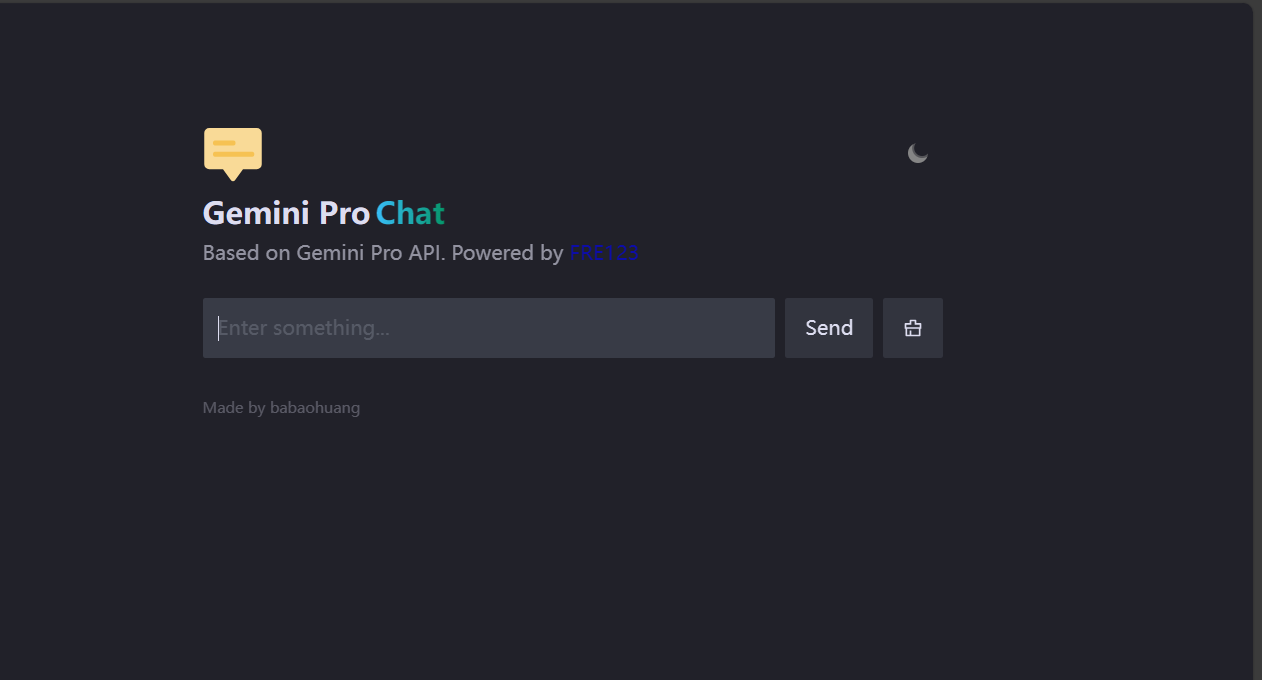 Gemini Pro Chat
Based on Gemini Pro API. Powered by FRE123
Enter something...
Send
Made by babaohuang